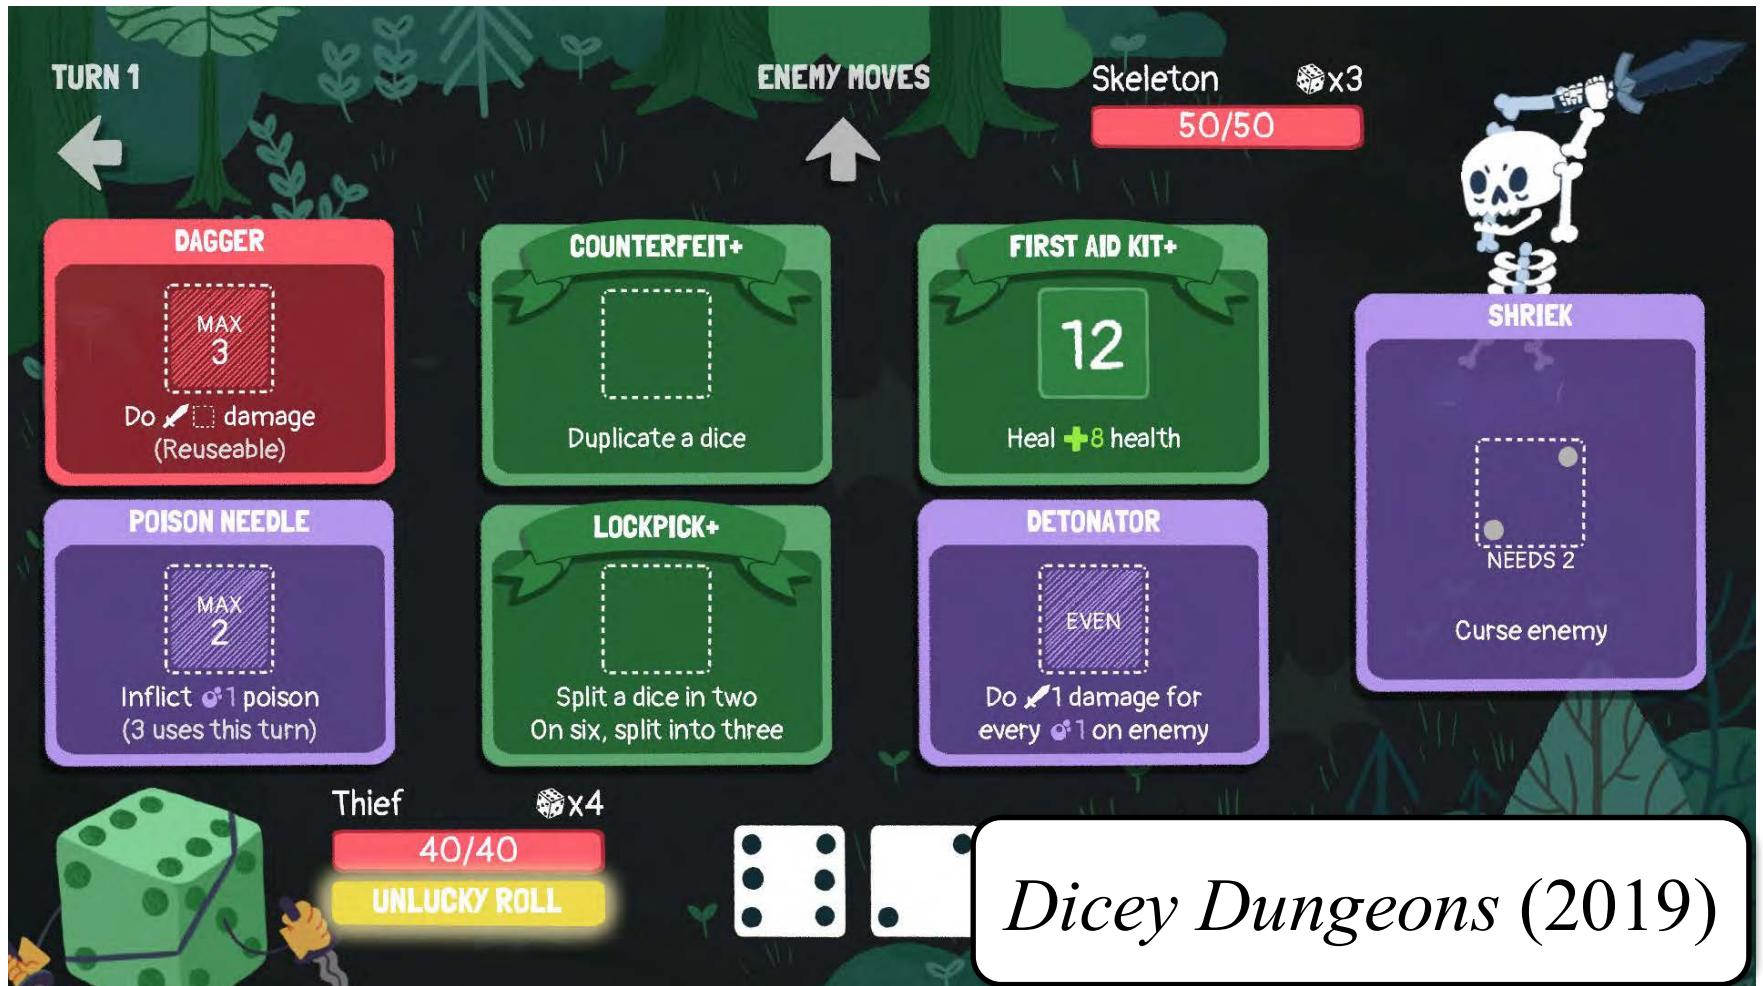 TURN 1
ENEMY MOVES
Skeleton
x3
50/50
DAGGER
MAX
3
Do damage
(Reuseable)
COUNTERFEIT+
Duplicate a dice
FIRST AID KIT+
12
Heal +8 health
SHRIEK
NEEDS 2
Curse enemy
POISON NEEDLE
MAX
2
Inflict 1 poison
(3 uses this turn)
LOCKPICK+
Split a dice in two
On six, split into three
DETONATOR
EVEN
Do 1 damage for
every 1 on enemy
Thief
x4
40/40
UNLUCKY ROLL
Dicey Dungeons (2019)